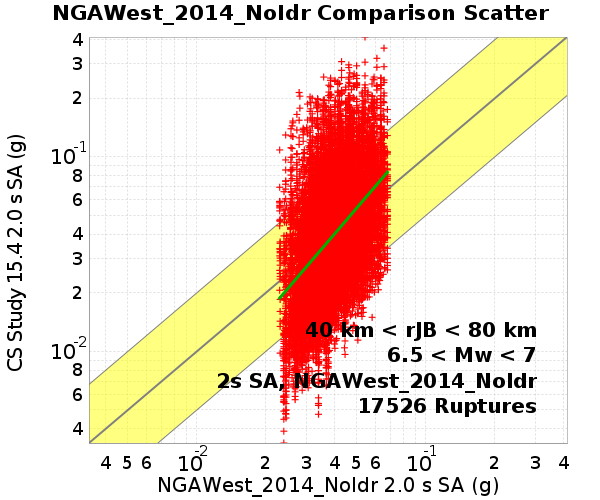 NGAWest_2014_NoIdr Comparison Scatter
4
3
2
10-1
8
6
4
3
2
10-2
8
6
4
CS Study 15.4 2.0 s SA (g)
40 km < rJB < 80 km
6.5 < Mw < 7
2s SA, NGAWest_2014_NoIdr
17526 Ruptures
4 5 6 10-2 2 3 4 5 6 10-1 2 3 4
NGAWest_2014_NoIdr 2.0 s SA (g)